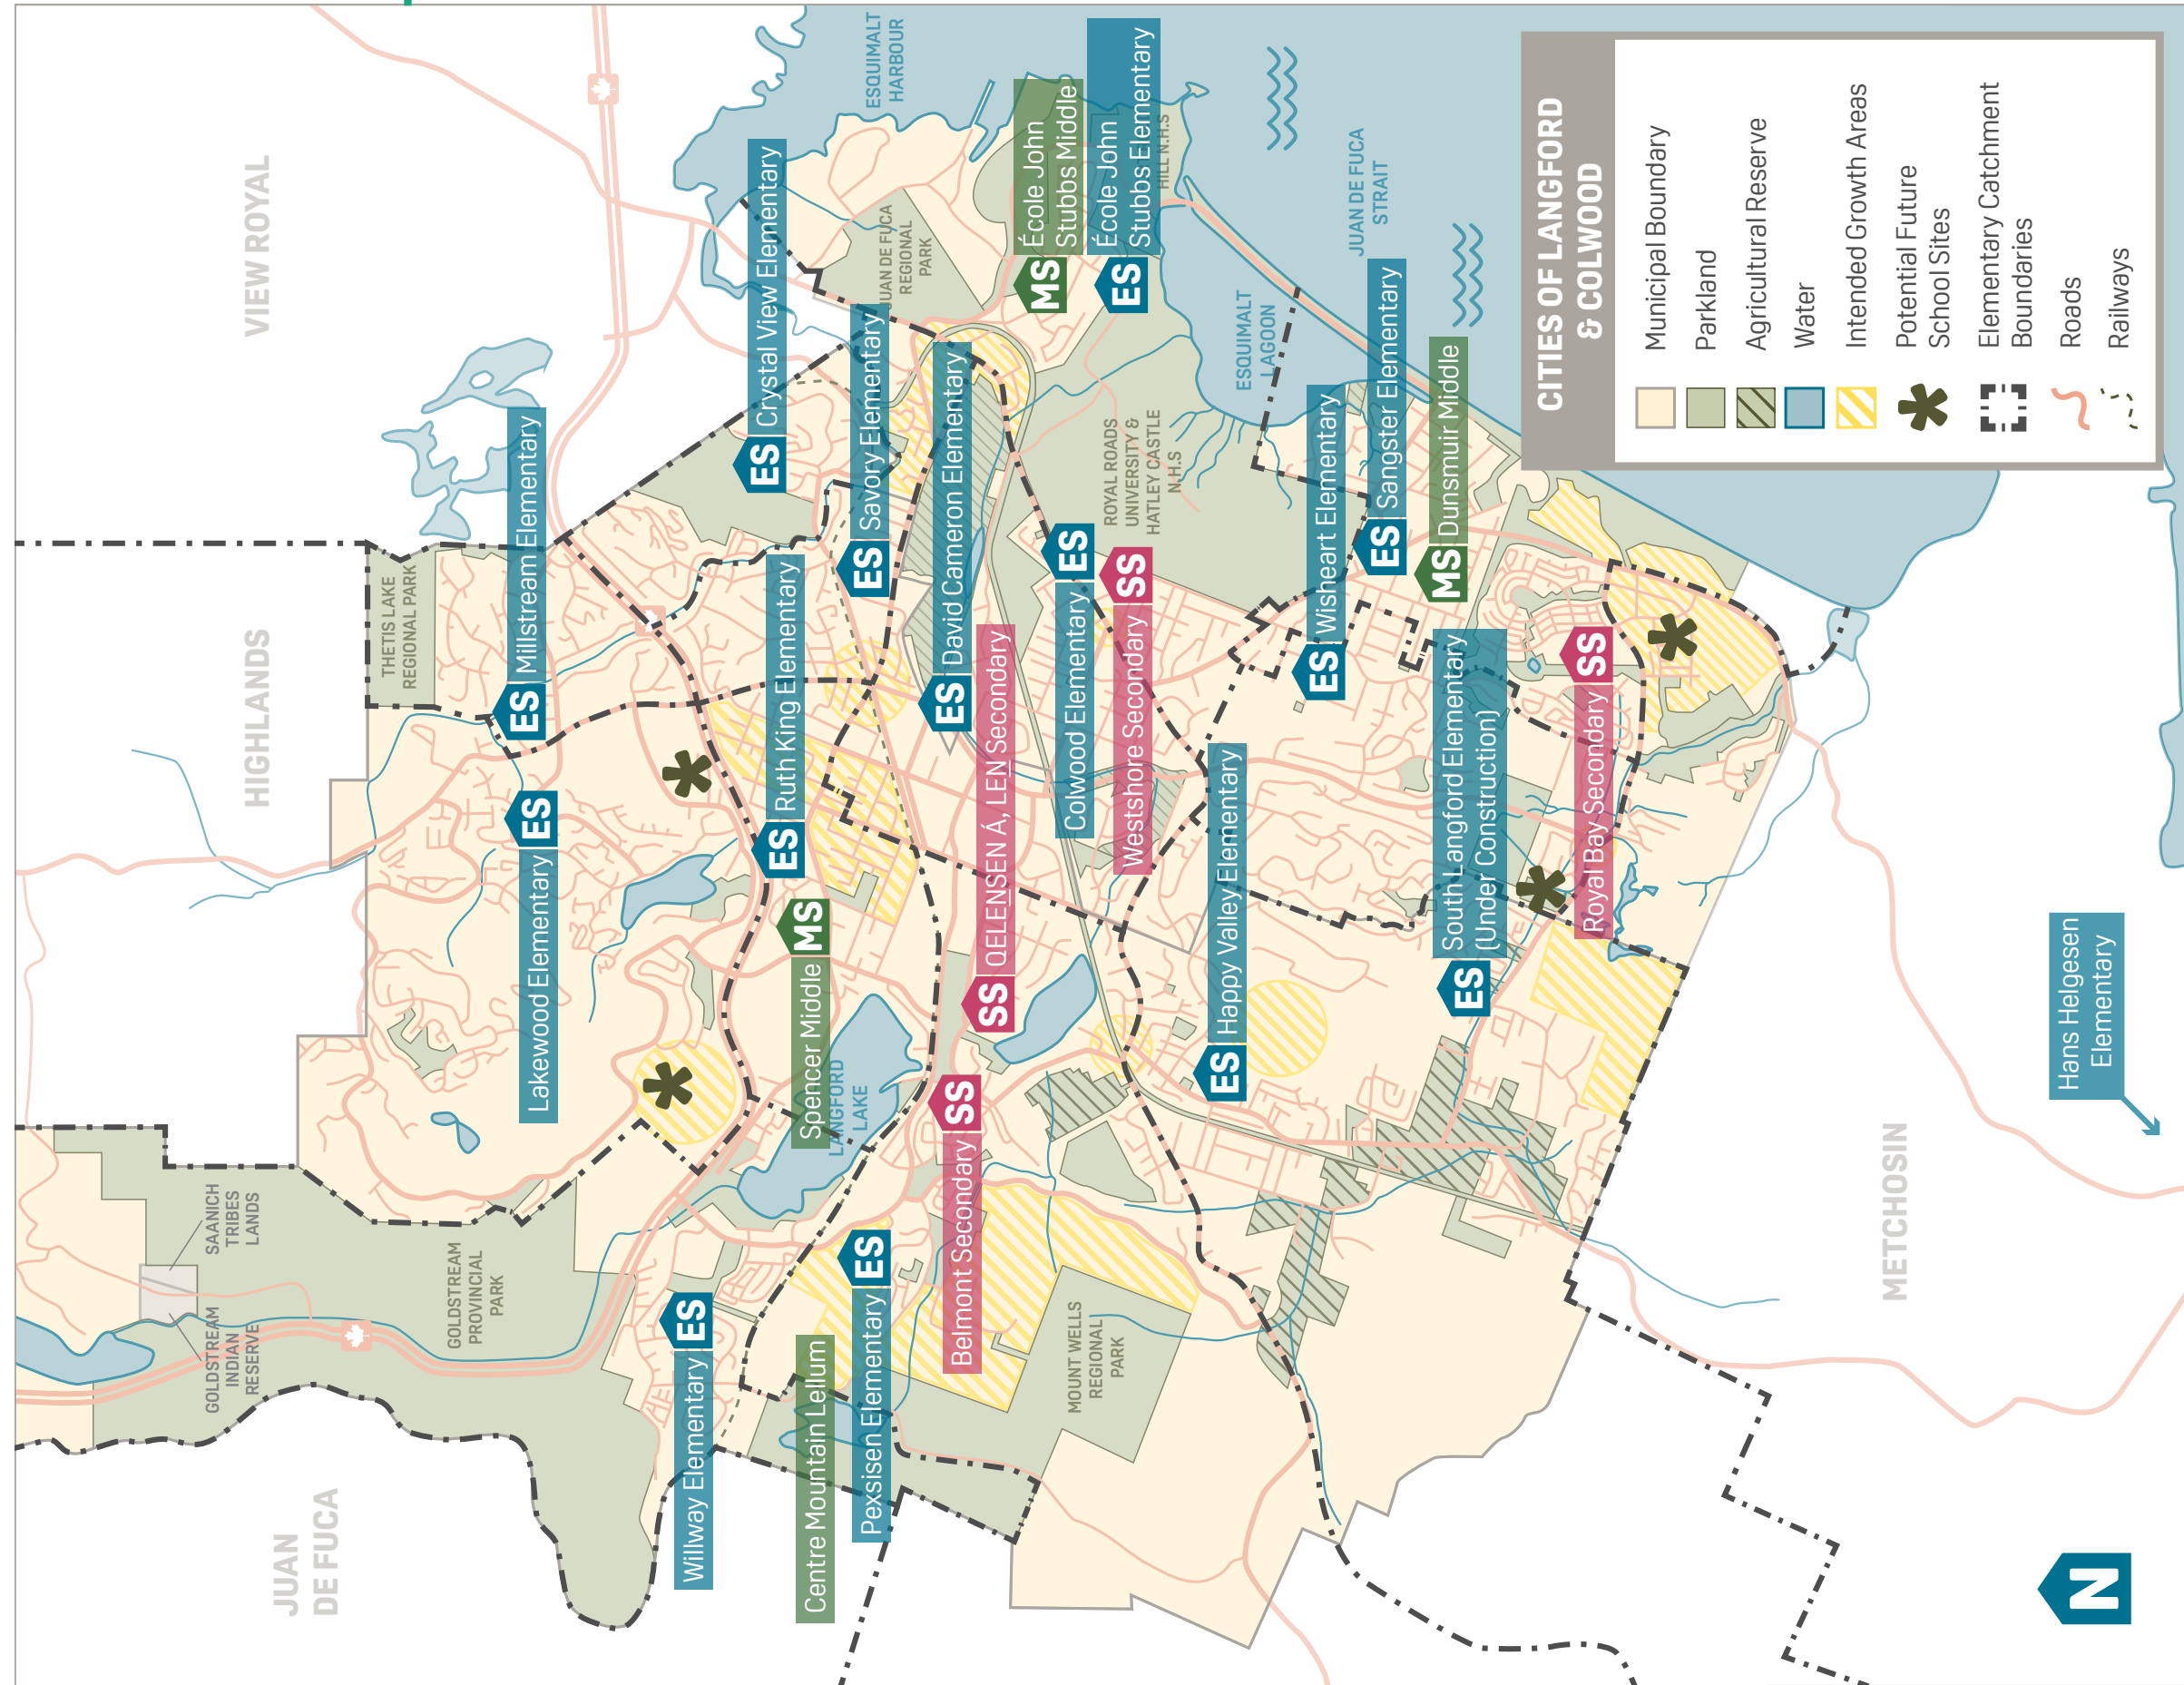 VIEW ROYAL
HIGHLANDS
JUAN
DE FUCA
METCHOSIN
ESQUIMALT
HARBOUR
JUAN DE FUCA
REGIONAL
PARK
HILL N.H.S
JUAN DE FUCA
STRAIT
ESQUIMALT
LAGOON
ROYAL ROADS
UNIVERSITY &
HATLEY CASTLE
N.H.S
THETIS LAKE
REGIONAL PARK
SAANICH
TRIBES
LANDS
GOLDSTREAM
INDIAN
RESERVE
GOLDSTREAM
PROVINCIAL
PARK
LANGFORD
LAKE
MOUNT WELLS
REGIONAL
PARK
ES Crystal View Elementary
MS École John
Stubbs Middle
ES École John
Stubbs Elementary
ES Millstream Elementary
ES Savory Elementary
ES David Cameron Elementary
ES Sangster Elementary
MS Dunsmuir Middle
ES Wisheart Elementary
ES Ruth King Elementary
Colwood Elementary ES
Westshore Secondary SS
Lakewood Elementary ES
SS QELENSEN Á, LEN Secondary
ES Happy Valley Elementary
ES South Langford Elementary
(Under Construction)
Royal Bay Secondary SS
Spencer Middle MS
Belmont Secondary SS
Willway Elementary ES
Centre Mountain Lellum
Pexsisen Elementary ES
Hans Helgesen
Elementary
CITIES OF LANGFORD
& COLWOOD
Municipal Boundary
Parkland
Agricultural Reserve
Water
Intended Growth Areas
Potential Future
School Sites
Elementary Catchment
Boundaries
Roads
Railways
N